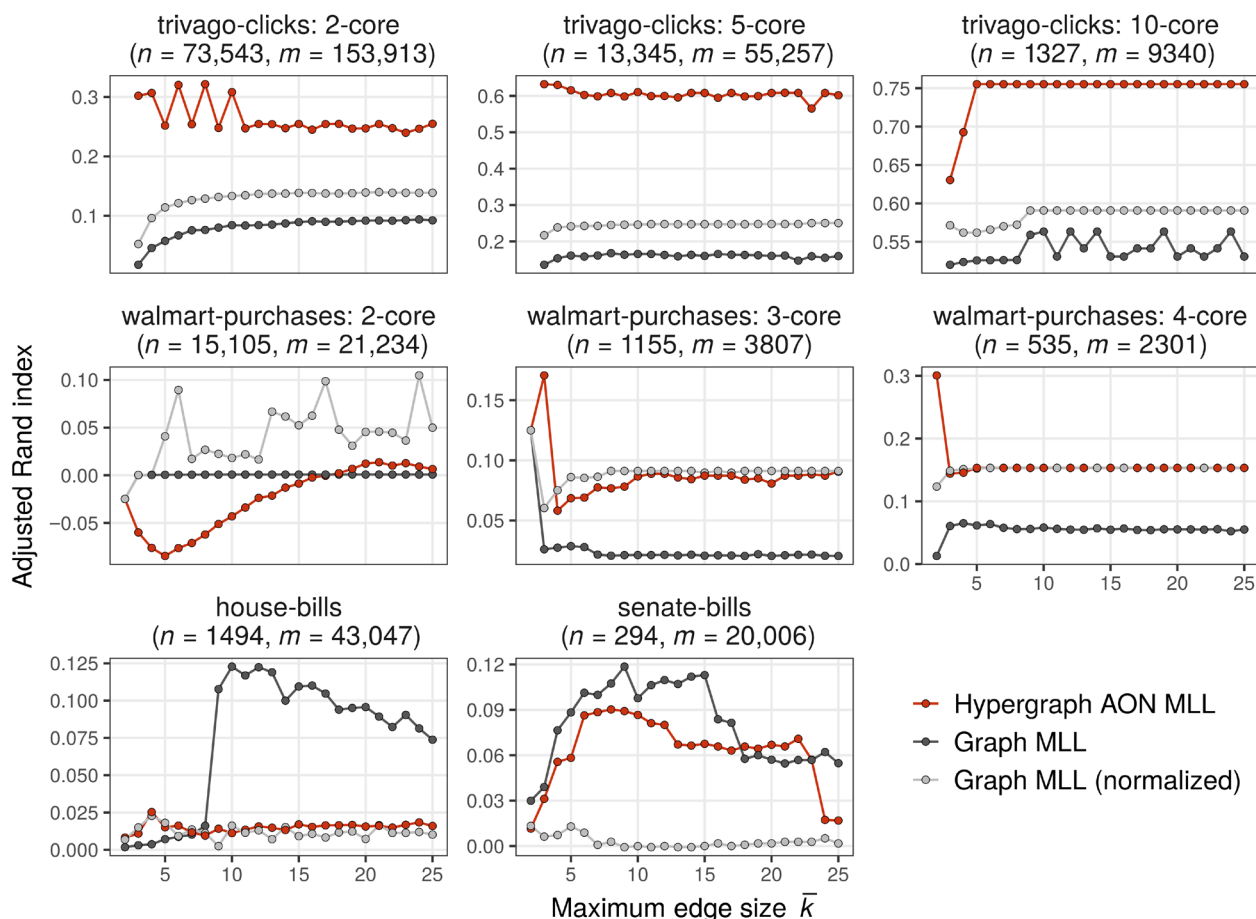 trivago-clicks: 2-core
(n = 73,543, m = 153,913)
trivago-clicks: 5-core
(n = 13,345, m = 55,257)
trivago-clicks: 10-core
(n = 1327, m = 9340)
0.3
0.2
0.1
0.6
0.5
0.4
0.3
0.2
0.75
0.70
0.65
0.60
0.55
walmart-purchases: 2-core
(n = 15,105, m = 21,234)
walmart-purchases: 3-core
(n = 1155, m = 3807)
walmart-purchases: 4-core
(n = 535, m = 2301)
0.10
0.05
0.00
−0.05
0.15
0.10
0.05
0.3
0.2
0.1
0.0
5 10 15 20 25
Adjusted Rand index
house-bills
(n = 1494, m = 43,047)
senate-bills
(n = 294, m = 20,006)
0.125
0.100
0.075
0.050
0.025
0.000
5 10 15 20 25
0.12
0.09
0.06
0.03
0.00
5 10 15 20 25
Hypergraph AON MLL
Graph MLL
Graph MLL (normalized)
Maximum edge size k̄